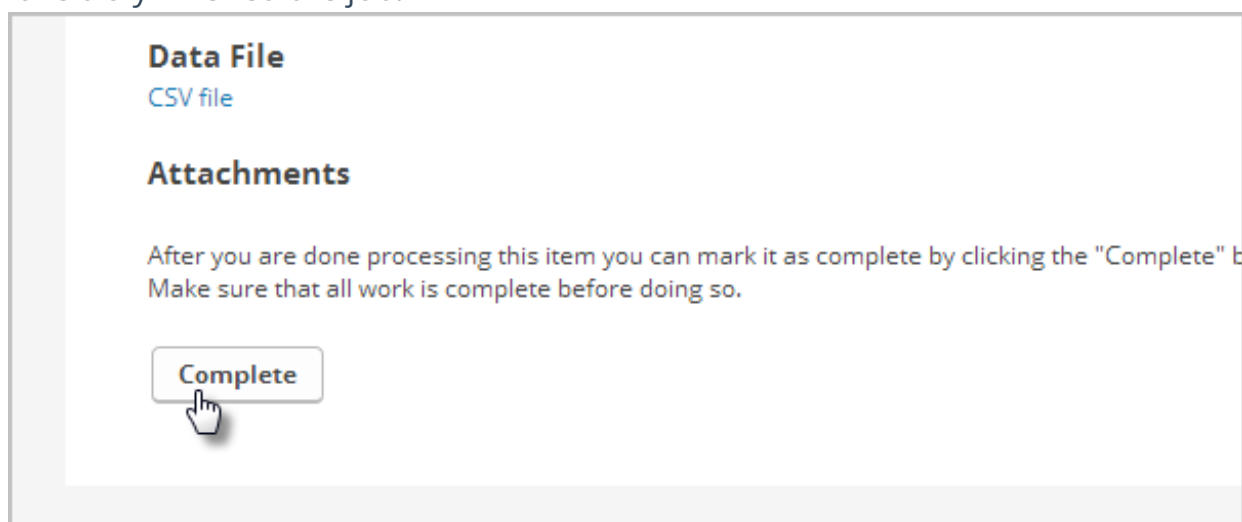 Data File
CSV file
Attachments
After you are done processing this item you can mark it as complete by clicking the "Complete"
Make sure that all work is complete before doing so.
Complete